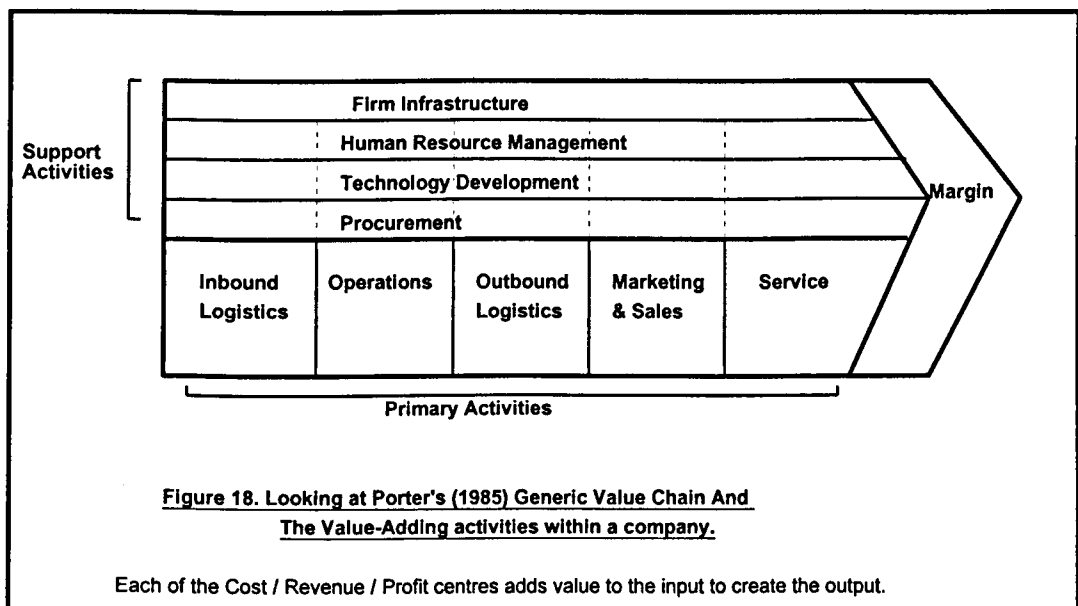 Support
Activities
Firm Infrastructure
Human Resource Management
Technology Development
Procurement
Margin
Inbound
Logistics
Operations
Outbound
Logistics
Marketing
& Sales
Service
Primary Activities
Figure 18. Looking at Porter's (1985) Generic Value Chain And
The Value-Adding activities within a company.
Each of the Cost / Revenue / Profit centres adds value to the input to create the output.